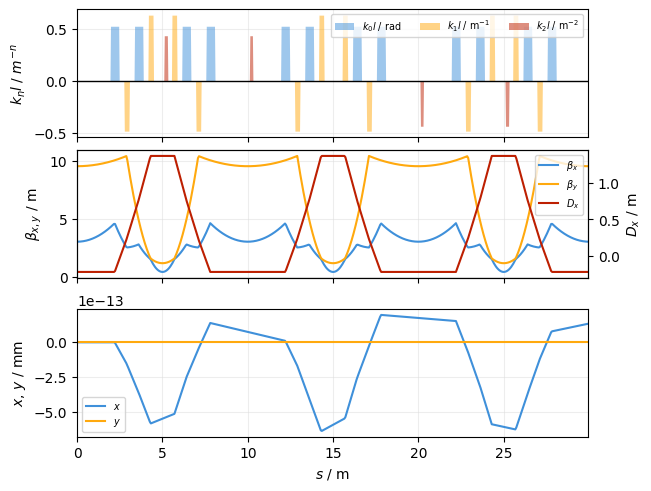 0.5
0.0
−0.5
k_n l / m^{−n}
k_0 l / rad
k_1 l / m^{−1}
k_2 l / m^{−2}
10
5
0
β_{x,y} / m
β_x
β_y
D_x
1.0
0.5
0.0
D_x / m
1e−13
0.0
−2.5
−5.0
x, y / mm
x
y
0 5 10 15 20 25
s / m